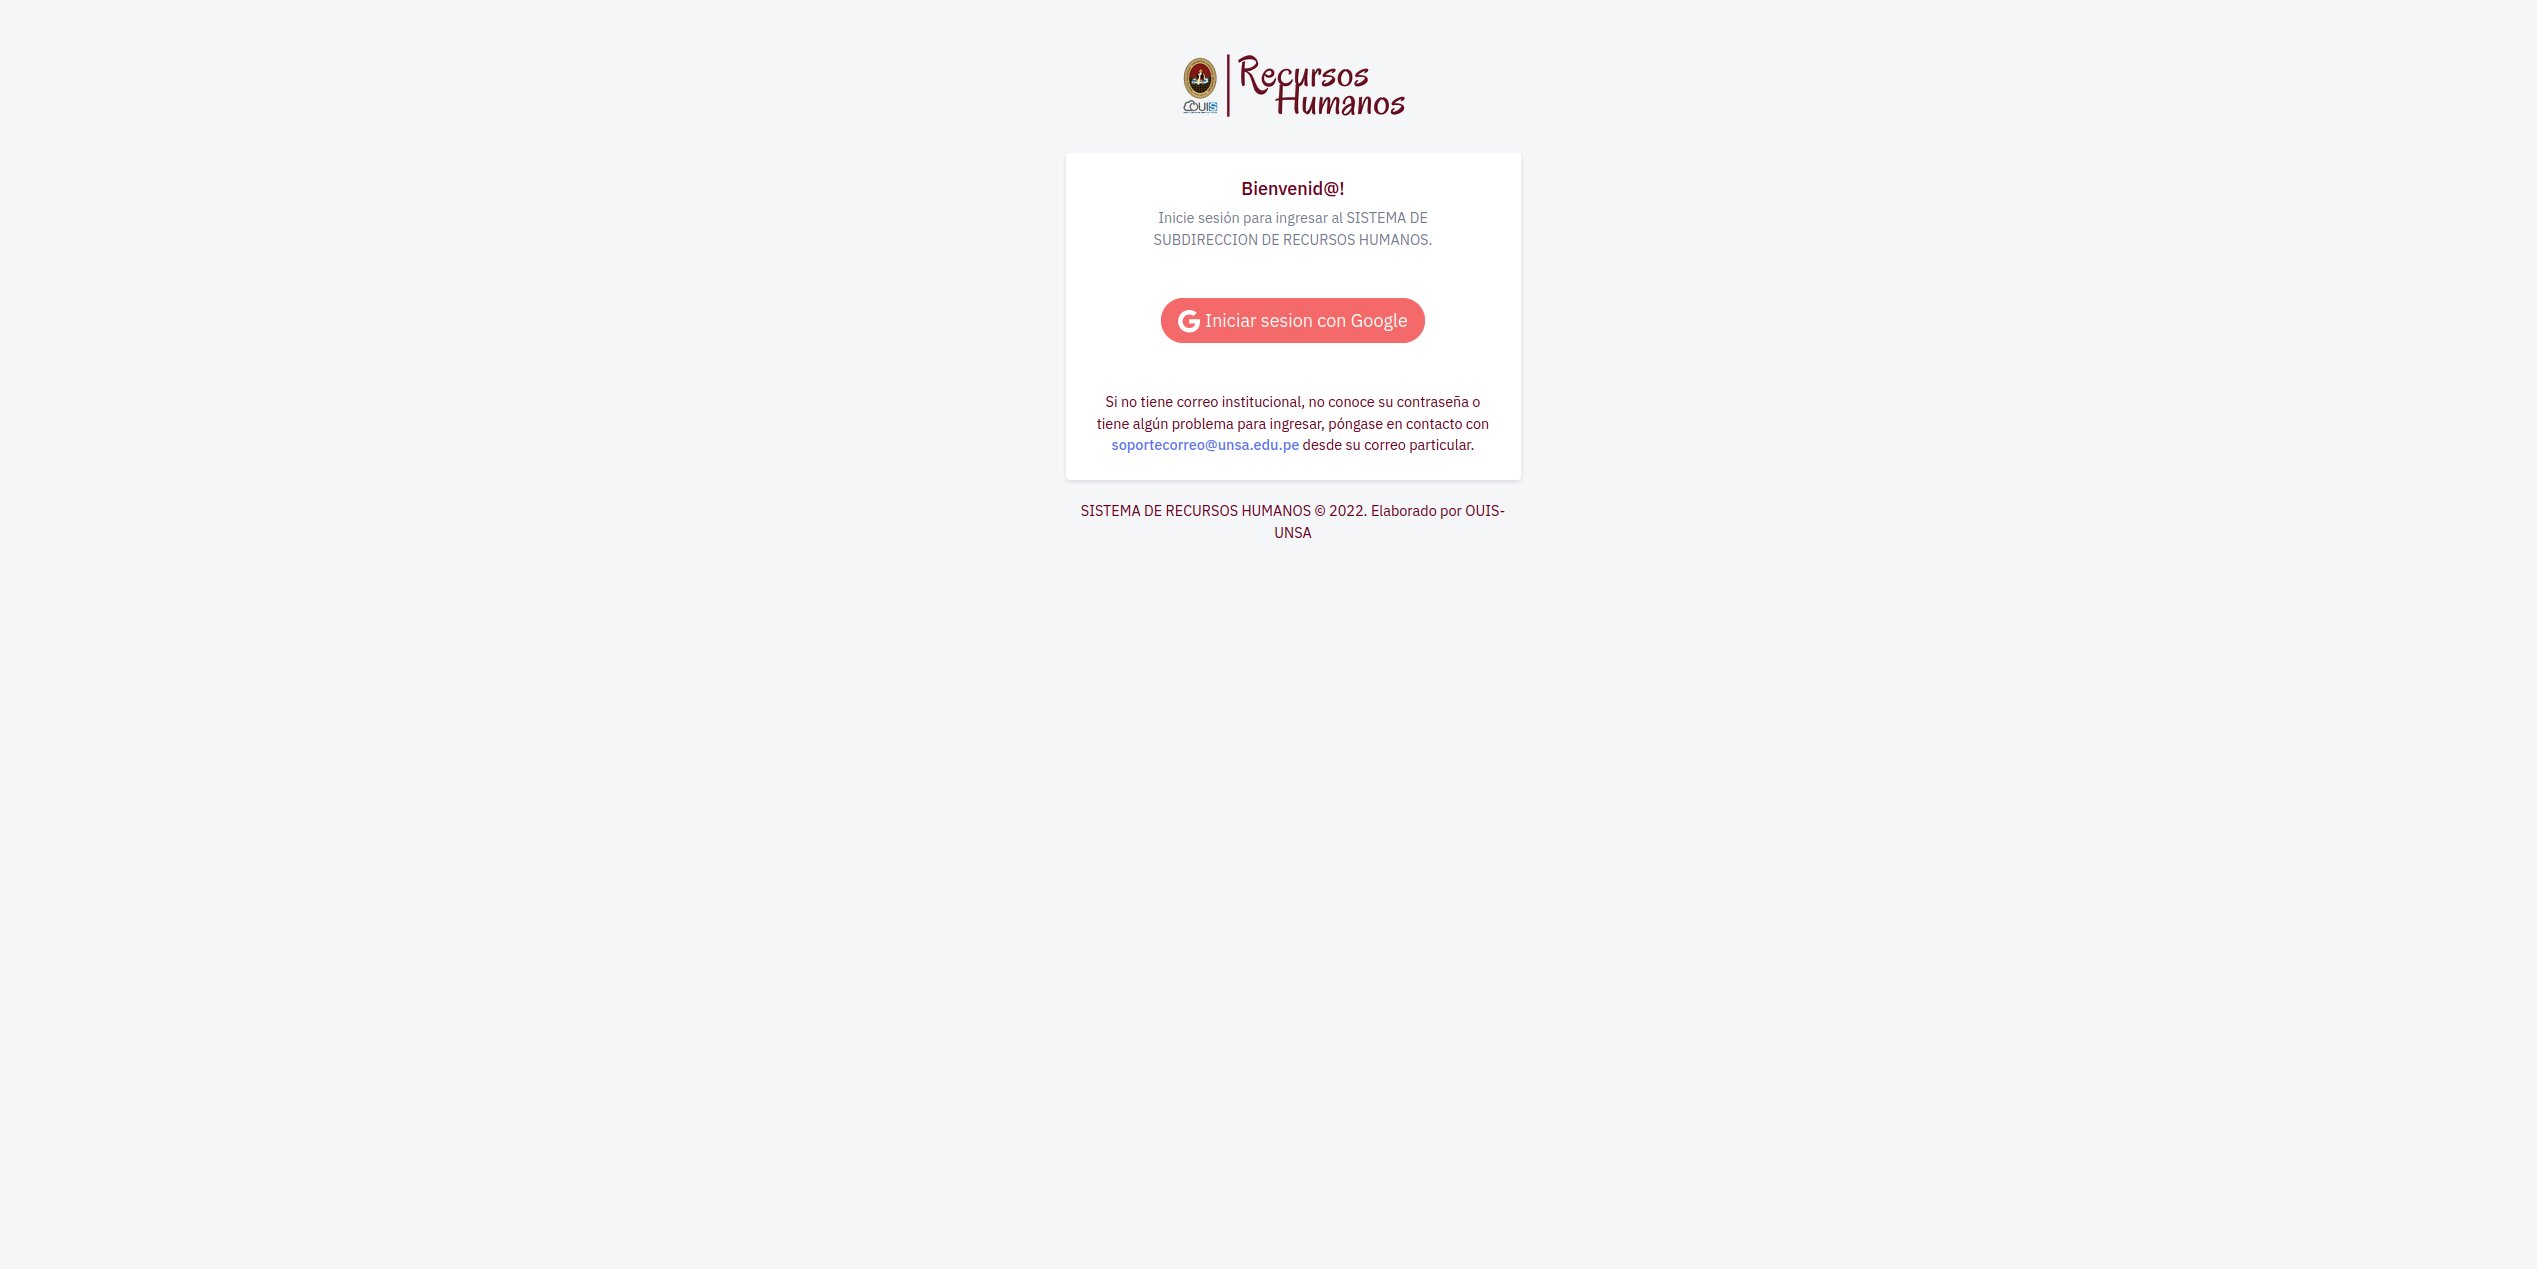 Recursos
Humanos
OUIS
Bienvenid@!
Inicie sesión para ingresar al SISTEMA DE
SUBDIRECCION DE RECURSOS HUMANOS.
Iniciar sesion con Google
Si no tiene correo institucional, no conoce su contraseña o
tiene algún problema para ingresar, póngase en contacto con
soportecorreo@unsa.edu.pe desde su correo particular.
SISTEMA DE RECURSOS HUMANOS © 2022. Elaborado por OUIS-
UNSA